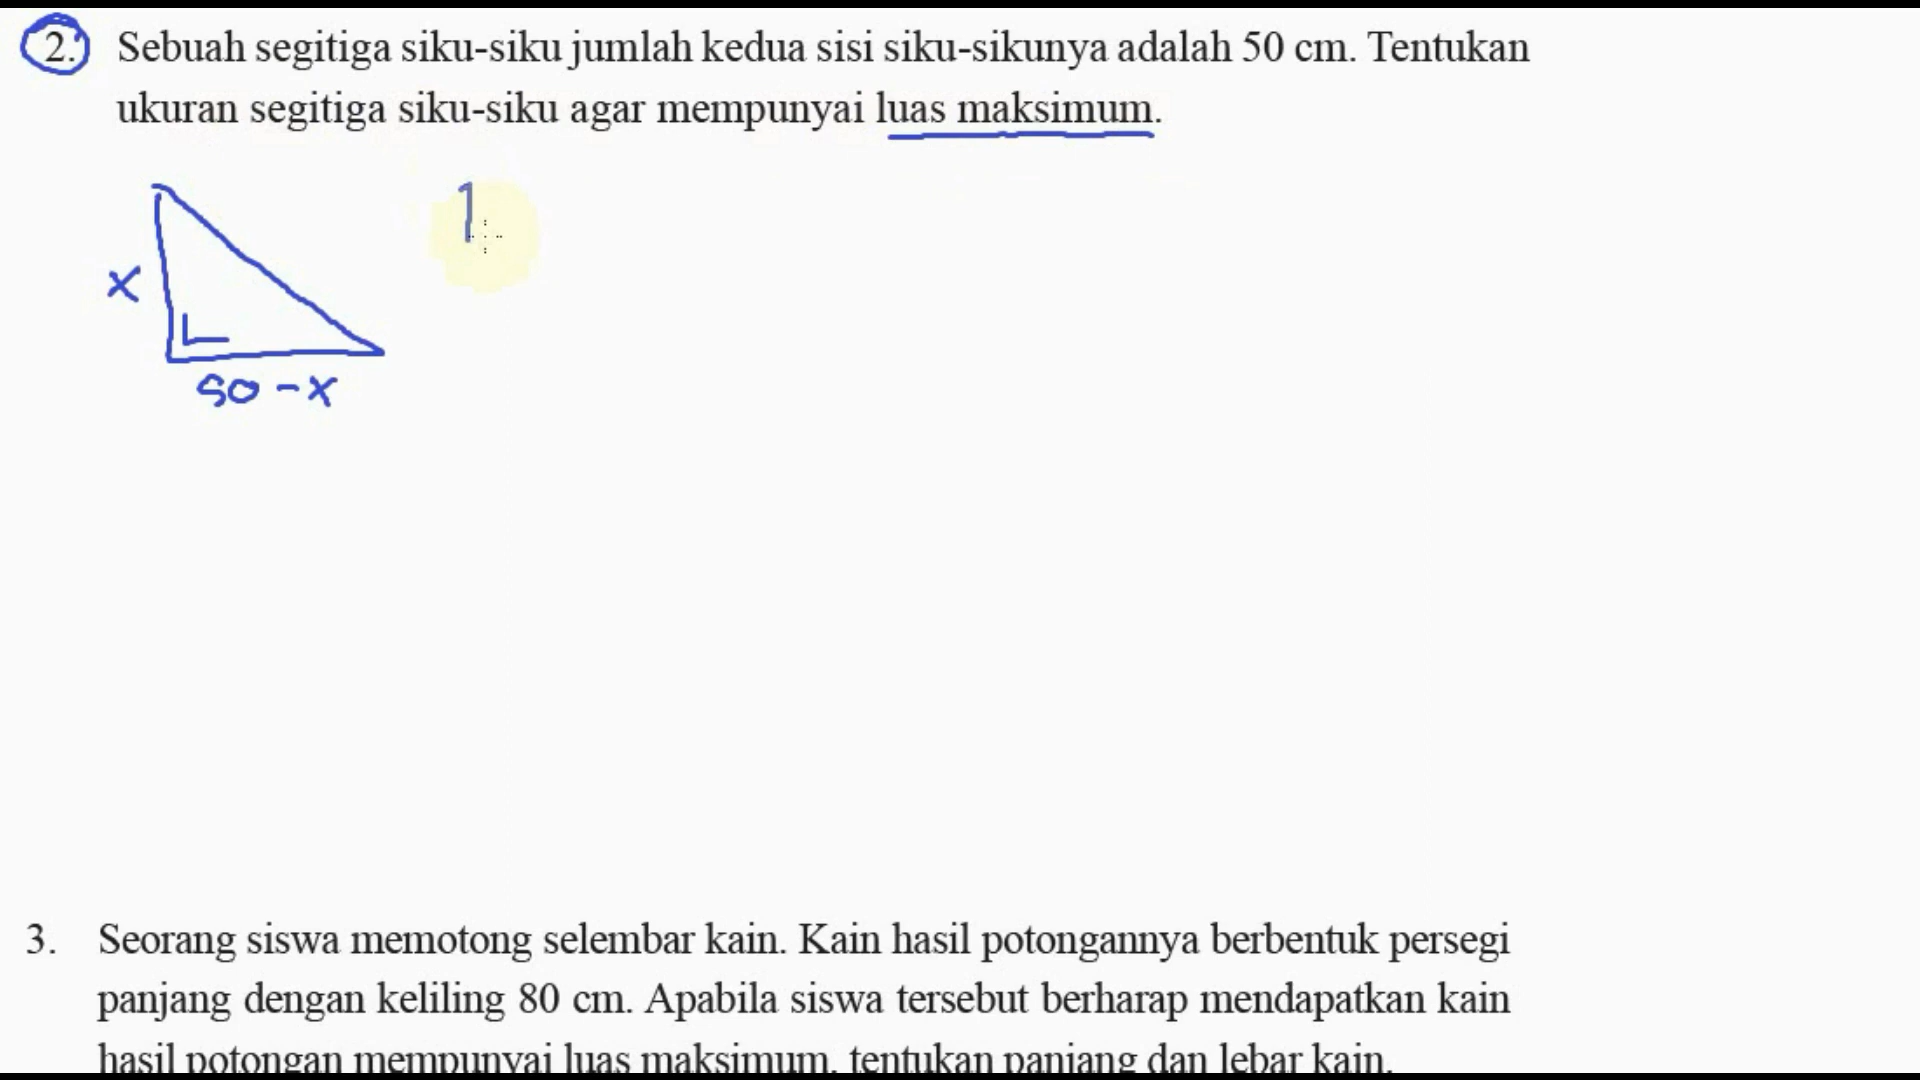 2. Sebuah segitiga siku-siku jumlah kedua sisi siku-sikunya adalah 50 cm. Tentukan
ukuran segitiga siku-siku agar mempunyai luas maksimum.
1
x
50 - x
3. Seorang siswa memotong selembar kain. Kain hasil potongannya berbentuk persegi
panjang dengan keliling 80 cm. Apabila siswa tersebut berharap mendapatkan kain
hasil potongan mempunyai luas maksimum, tentukan panjang dan lebar kain.